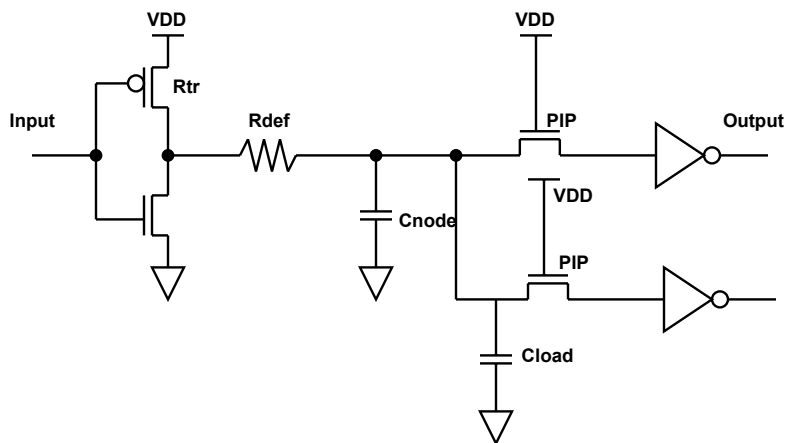 VDD
VDD
Rtr
Input
Rdef
PIP
Output
VDD
Cnode
PIP
Cload